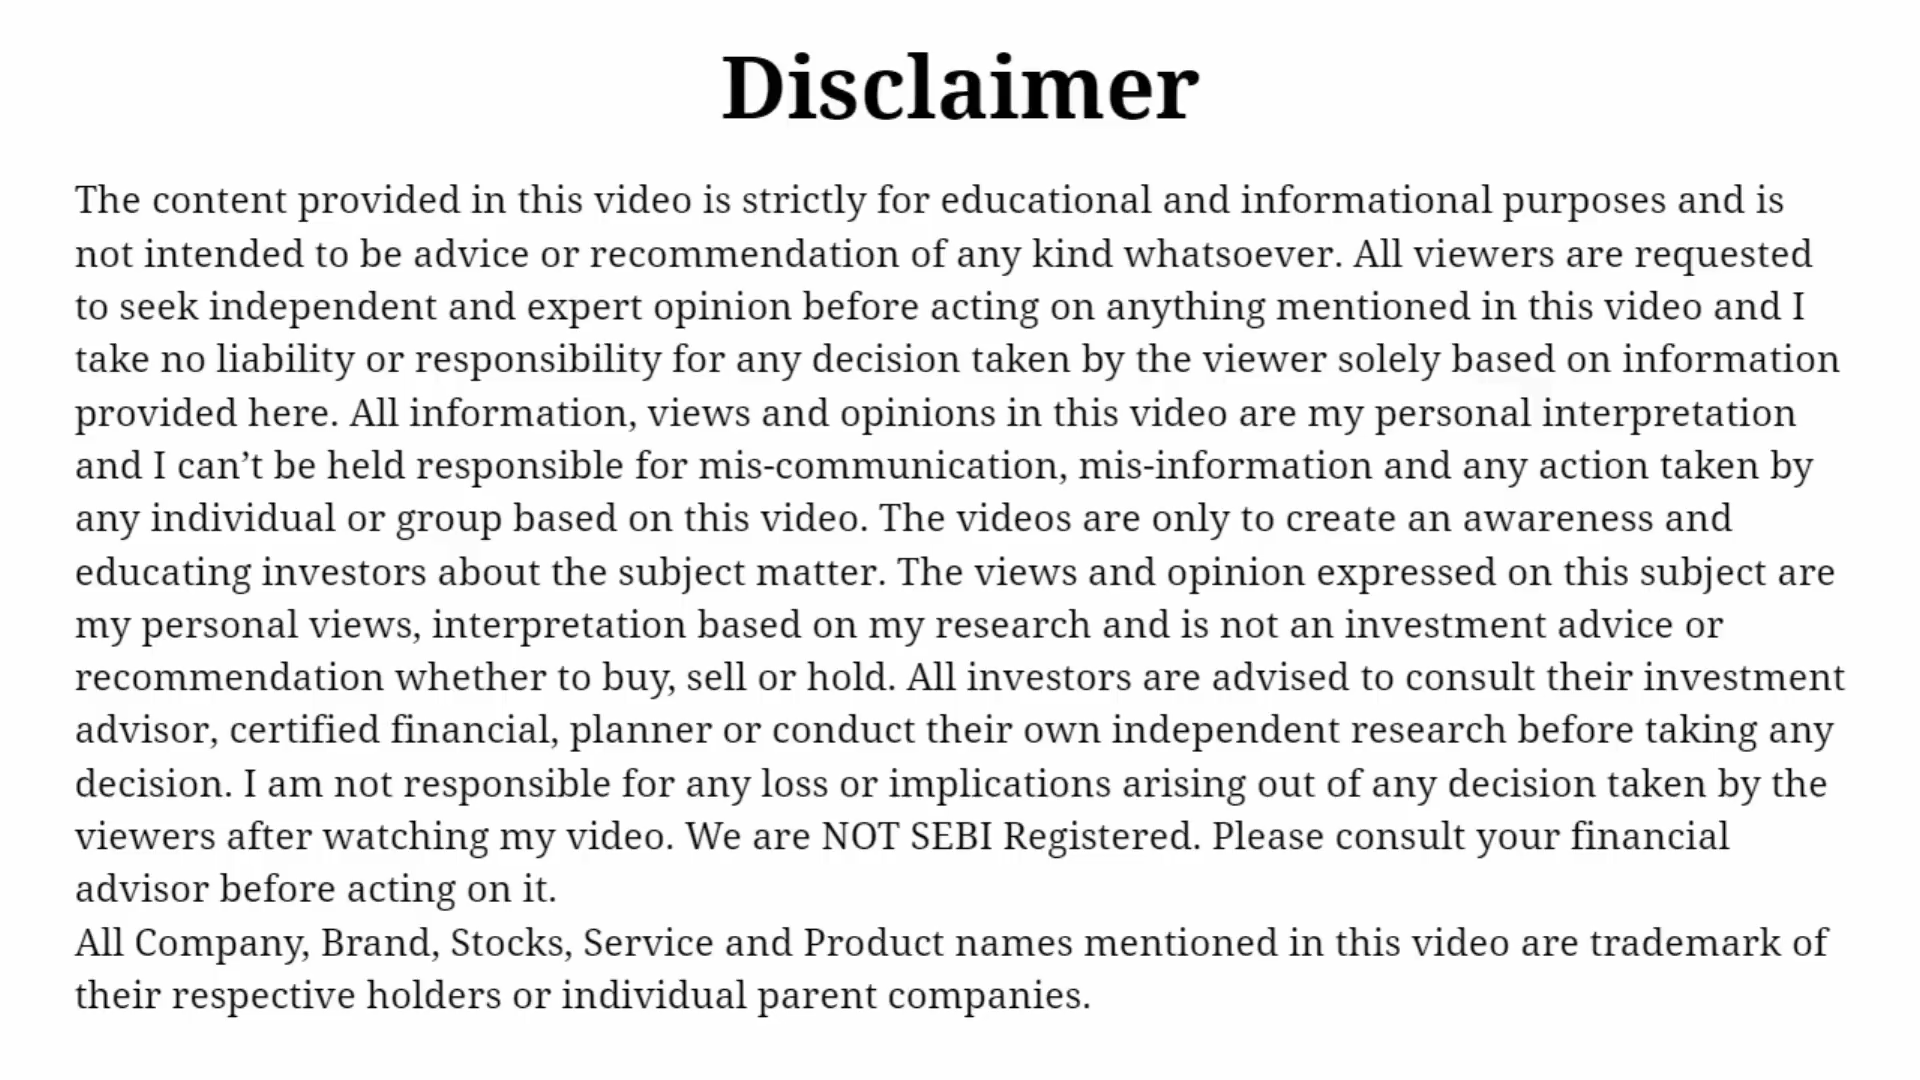 Disclaimer
The content provided in this video is strictly for educational and informational purposes and is
not intended to be advice or recommendation of any kind whatsoever. All viewers are requested
to seek independent and expert opinion before acting on anything mentioned in this video and I
take no liability or responsibility for any decision taken by the viewer solely based on information
provided here. All information, views and opinions in this video are my personal interpretation
and I can’t be held responsible for mis-communication, mis-information and any action taken by
any individual or group based on this video. The videos are only to create an awareness and
educating investors about the subject matter. The views and opinion expressed on this subject are
my personal views, interpretation based on my research and is not an investment advice or
recommendation whether to buy, sell or hold. All investors are advised to consult their investment
advisor, certified financial, planner or conduct their own independent research before taking any
decision. I am not responsible for any loss or implications arising out of any decision taken by the
viewers after watching my video. We are NOT SEBI Registered. Please consult your financial
advisor before acting on it.
All Company, Brand, Stocks, Service and Product names mentioned in this video are trademark of
their respective holders or individual parent companies.